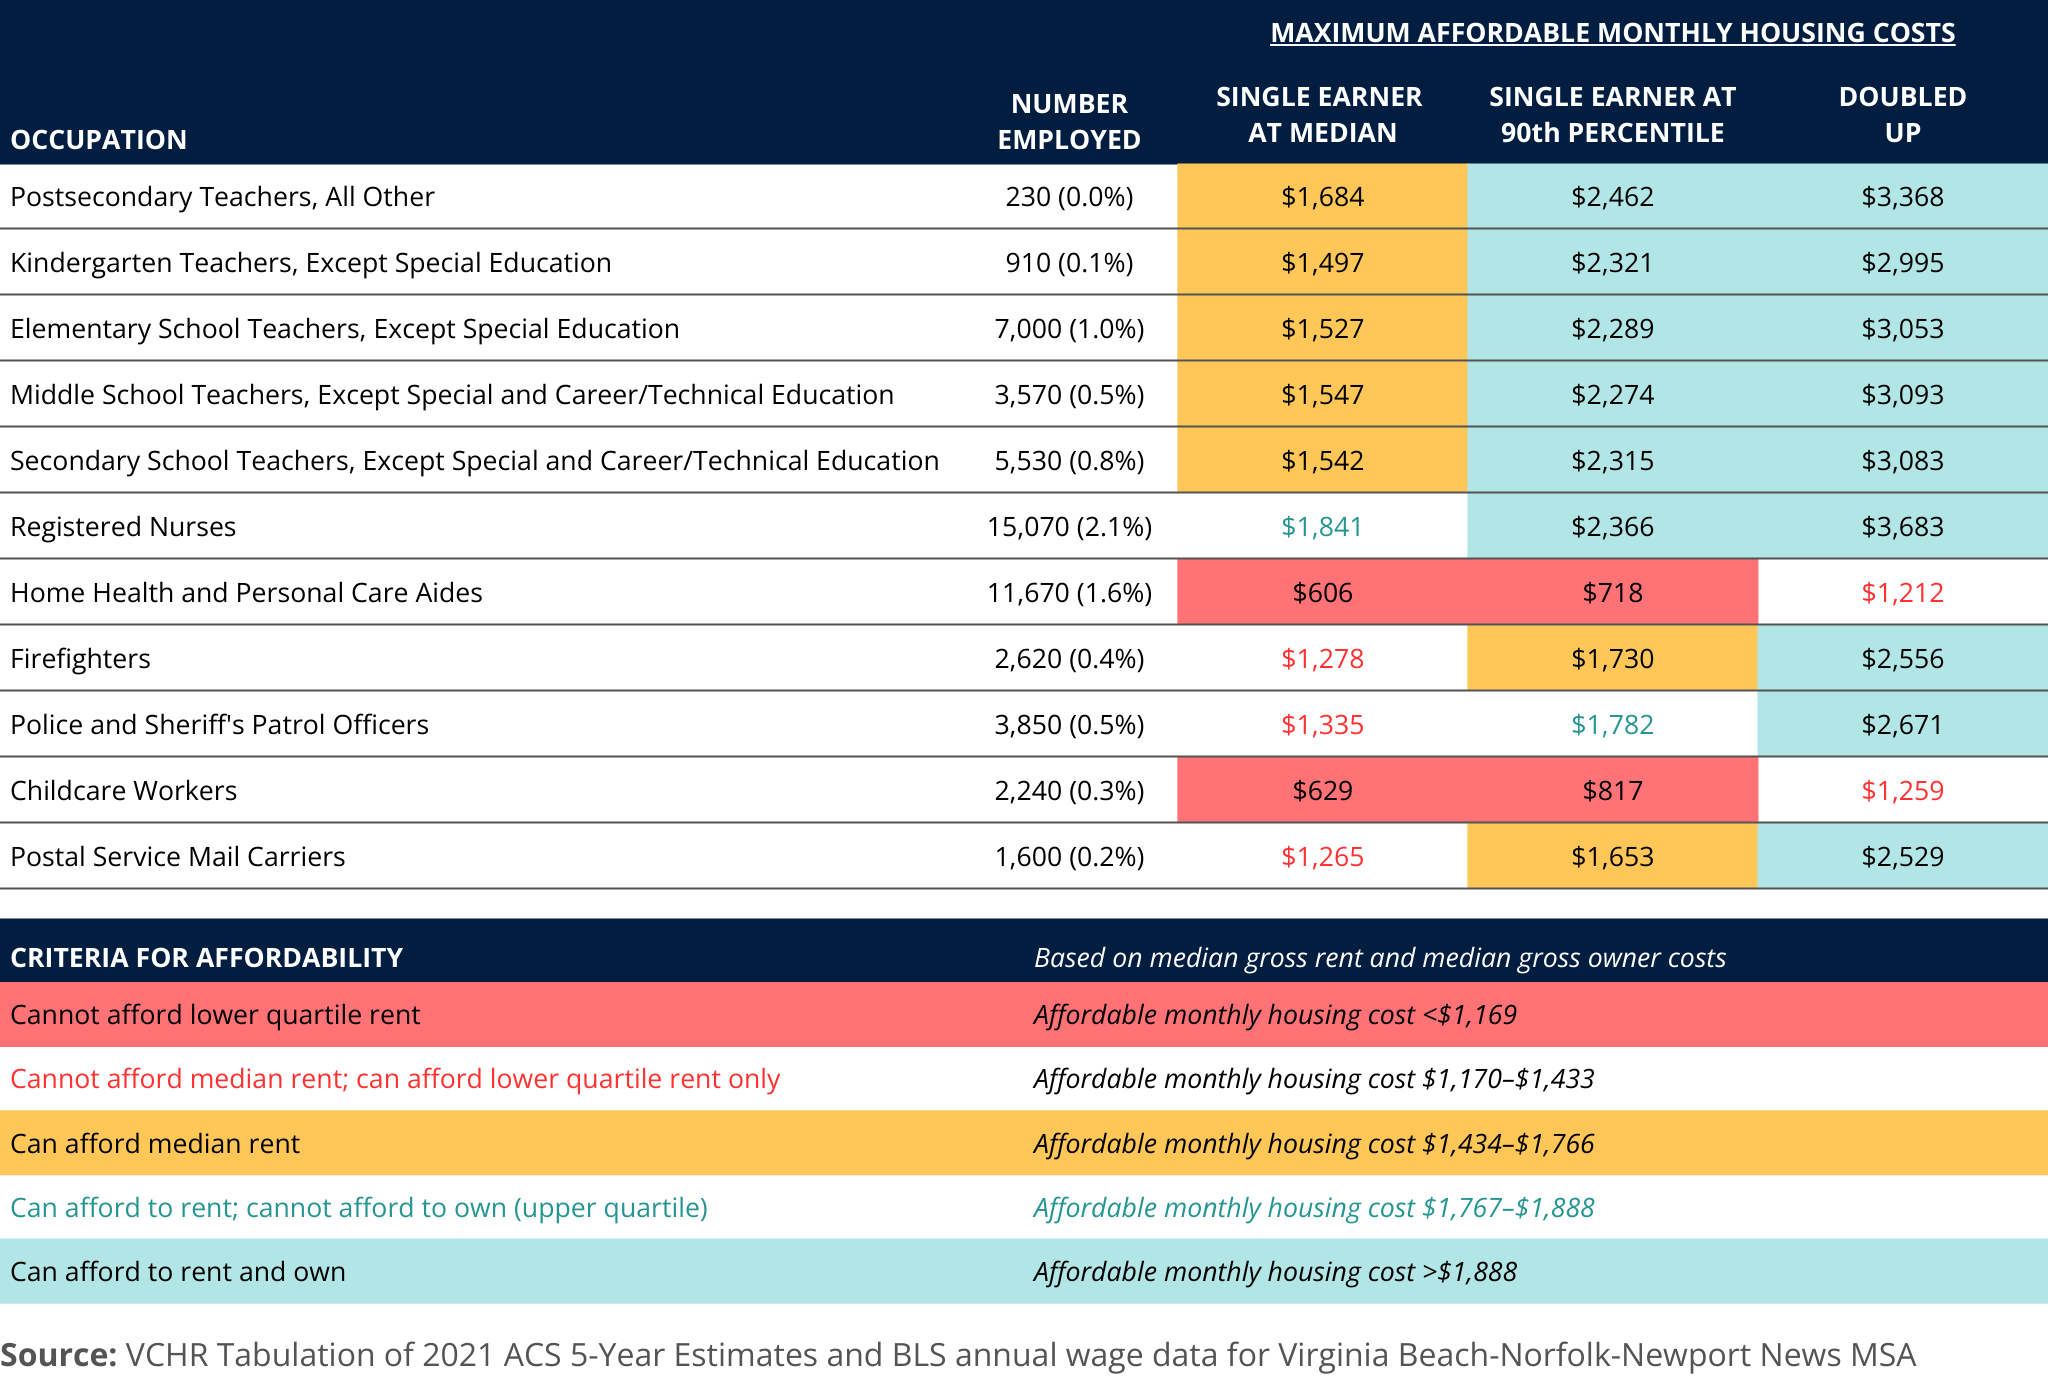 MAXIMUM AFFORDABLE MONTHLY HOUSING COSTS
OCCUPATION NUMBER EMPLOYED SINGLE EARNER AT MEDIAN SINGLE EARNER AT 90th PERCENTILE DOUBLED UP
Postsecondary Teachers, All Other 230 (0.0%) $1,684 $2,462 $3,368
Kindergarten Teachers, Except Special Education 910 (0.1%) $1,497 $2,321 $2,995
Elementary School Teachers, Except Special Education 7,000 (1.0%) $1,527 $2,289 $3,053
Middle School Teachers, Except Special and Career/Technical Education 3,570 (0.5%) $1,547 $2,274 $3,093
Secondary School Teachers, Except Special and Career/Technical Education 5,530 (0.8%) $1,542 $2,315 $3,083
Registered Nurses 15,070 (2.1%) $1,841 $2,366 $3,683
Home Health and Personal Care Aides 11,670 (1.6%) $606 $718 $1,212
Firefighters 2,620 (0.4%) $1,278 $1,730 $2,556
Police and Sheriff's Patrol Officers 3,850 (0.5%) $1,335 $1,782 $2,671
Childcare Workers 2,240 (0.3%) $629 $817 $1,259
Postal Service Mail Carriers 1,600 (0.2%) $1,265 $1,653 $2,529
CRITERIA FOR AFFORDABILITY Based on median gross rent and median gross owner costs
Cannot afford lower quartile rent Affordable monthly housing cost <$1,169
Cannot afford median rent; can afford lower quartile rent only Affordable monthly housing cost $1,170–$1,433
Can afford median rent Affordable monthly housing cost $1,434–$1,766
Can afford to rent; cannot afford to own (upper quartile) Affordable monthly housing cost $1,767–$1,888
Can afford to rent and own Affordable monthly housing cost >$1,888
Source: VCHR Tabulation of 2021 ACS 5-Year Estimates and BLS annual wage data for Virginia Beach-Norfolk-Newport News MSA